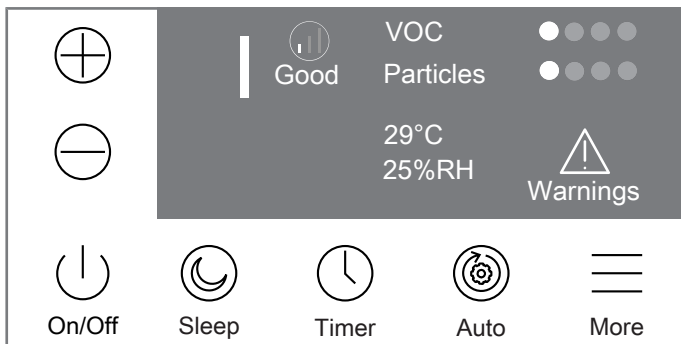 VOC
Good
Particles
29°C
25%RH
Warnings
On/Off
Sleep
Timer
Auto
More